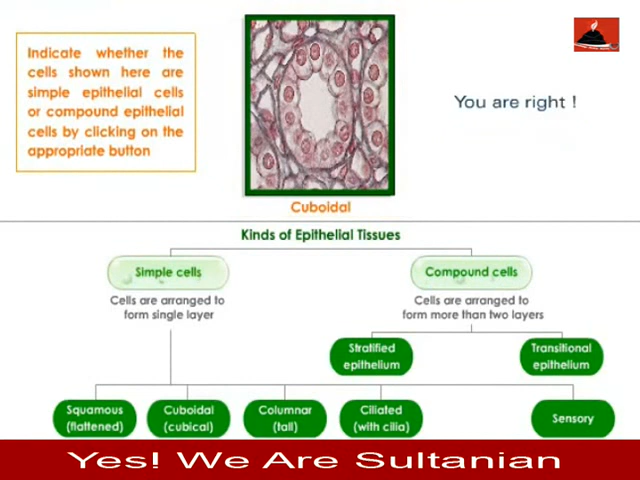 Indicate whether the
cells shown here are
simple epithelial cells
or compound epithelial
cells by clicking on the
appropriate button
You are right !
Cuboidal
Kinds of Epithelial Tissues
Simple cells
Compound cells
Cells are arranged to
form single layer
Cells are arranged to
form more than two layers
Stratified
epithelium
Transitional
epithelium
Squamous
(flattened)
Cuboidal
(cubical)
Columnar
(tall)
Ciliated
(with cilia)
Sensory
Yes! We Are Sultanian